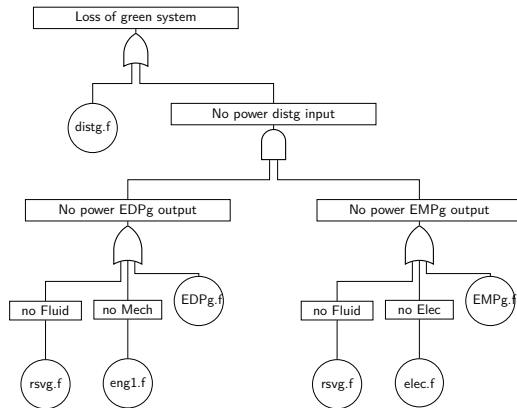 Loss of green system
distg.f
No power distg input
No power EDPg output
No power EMPg output
EDPg.f
EMPg.f
no Fluid
no Mech
no Fluid
no Elec
rsvg.f
eng1.f
rsvg.f
elec.f